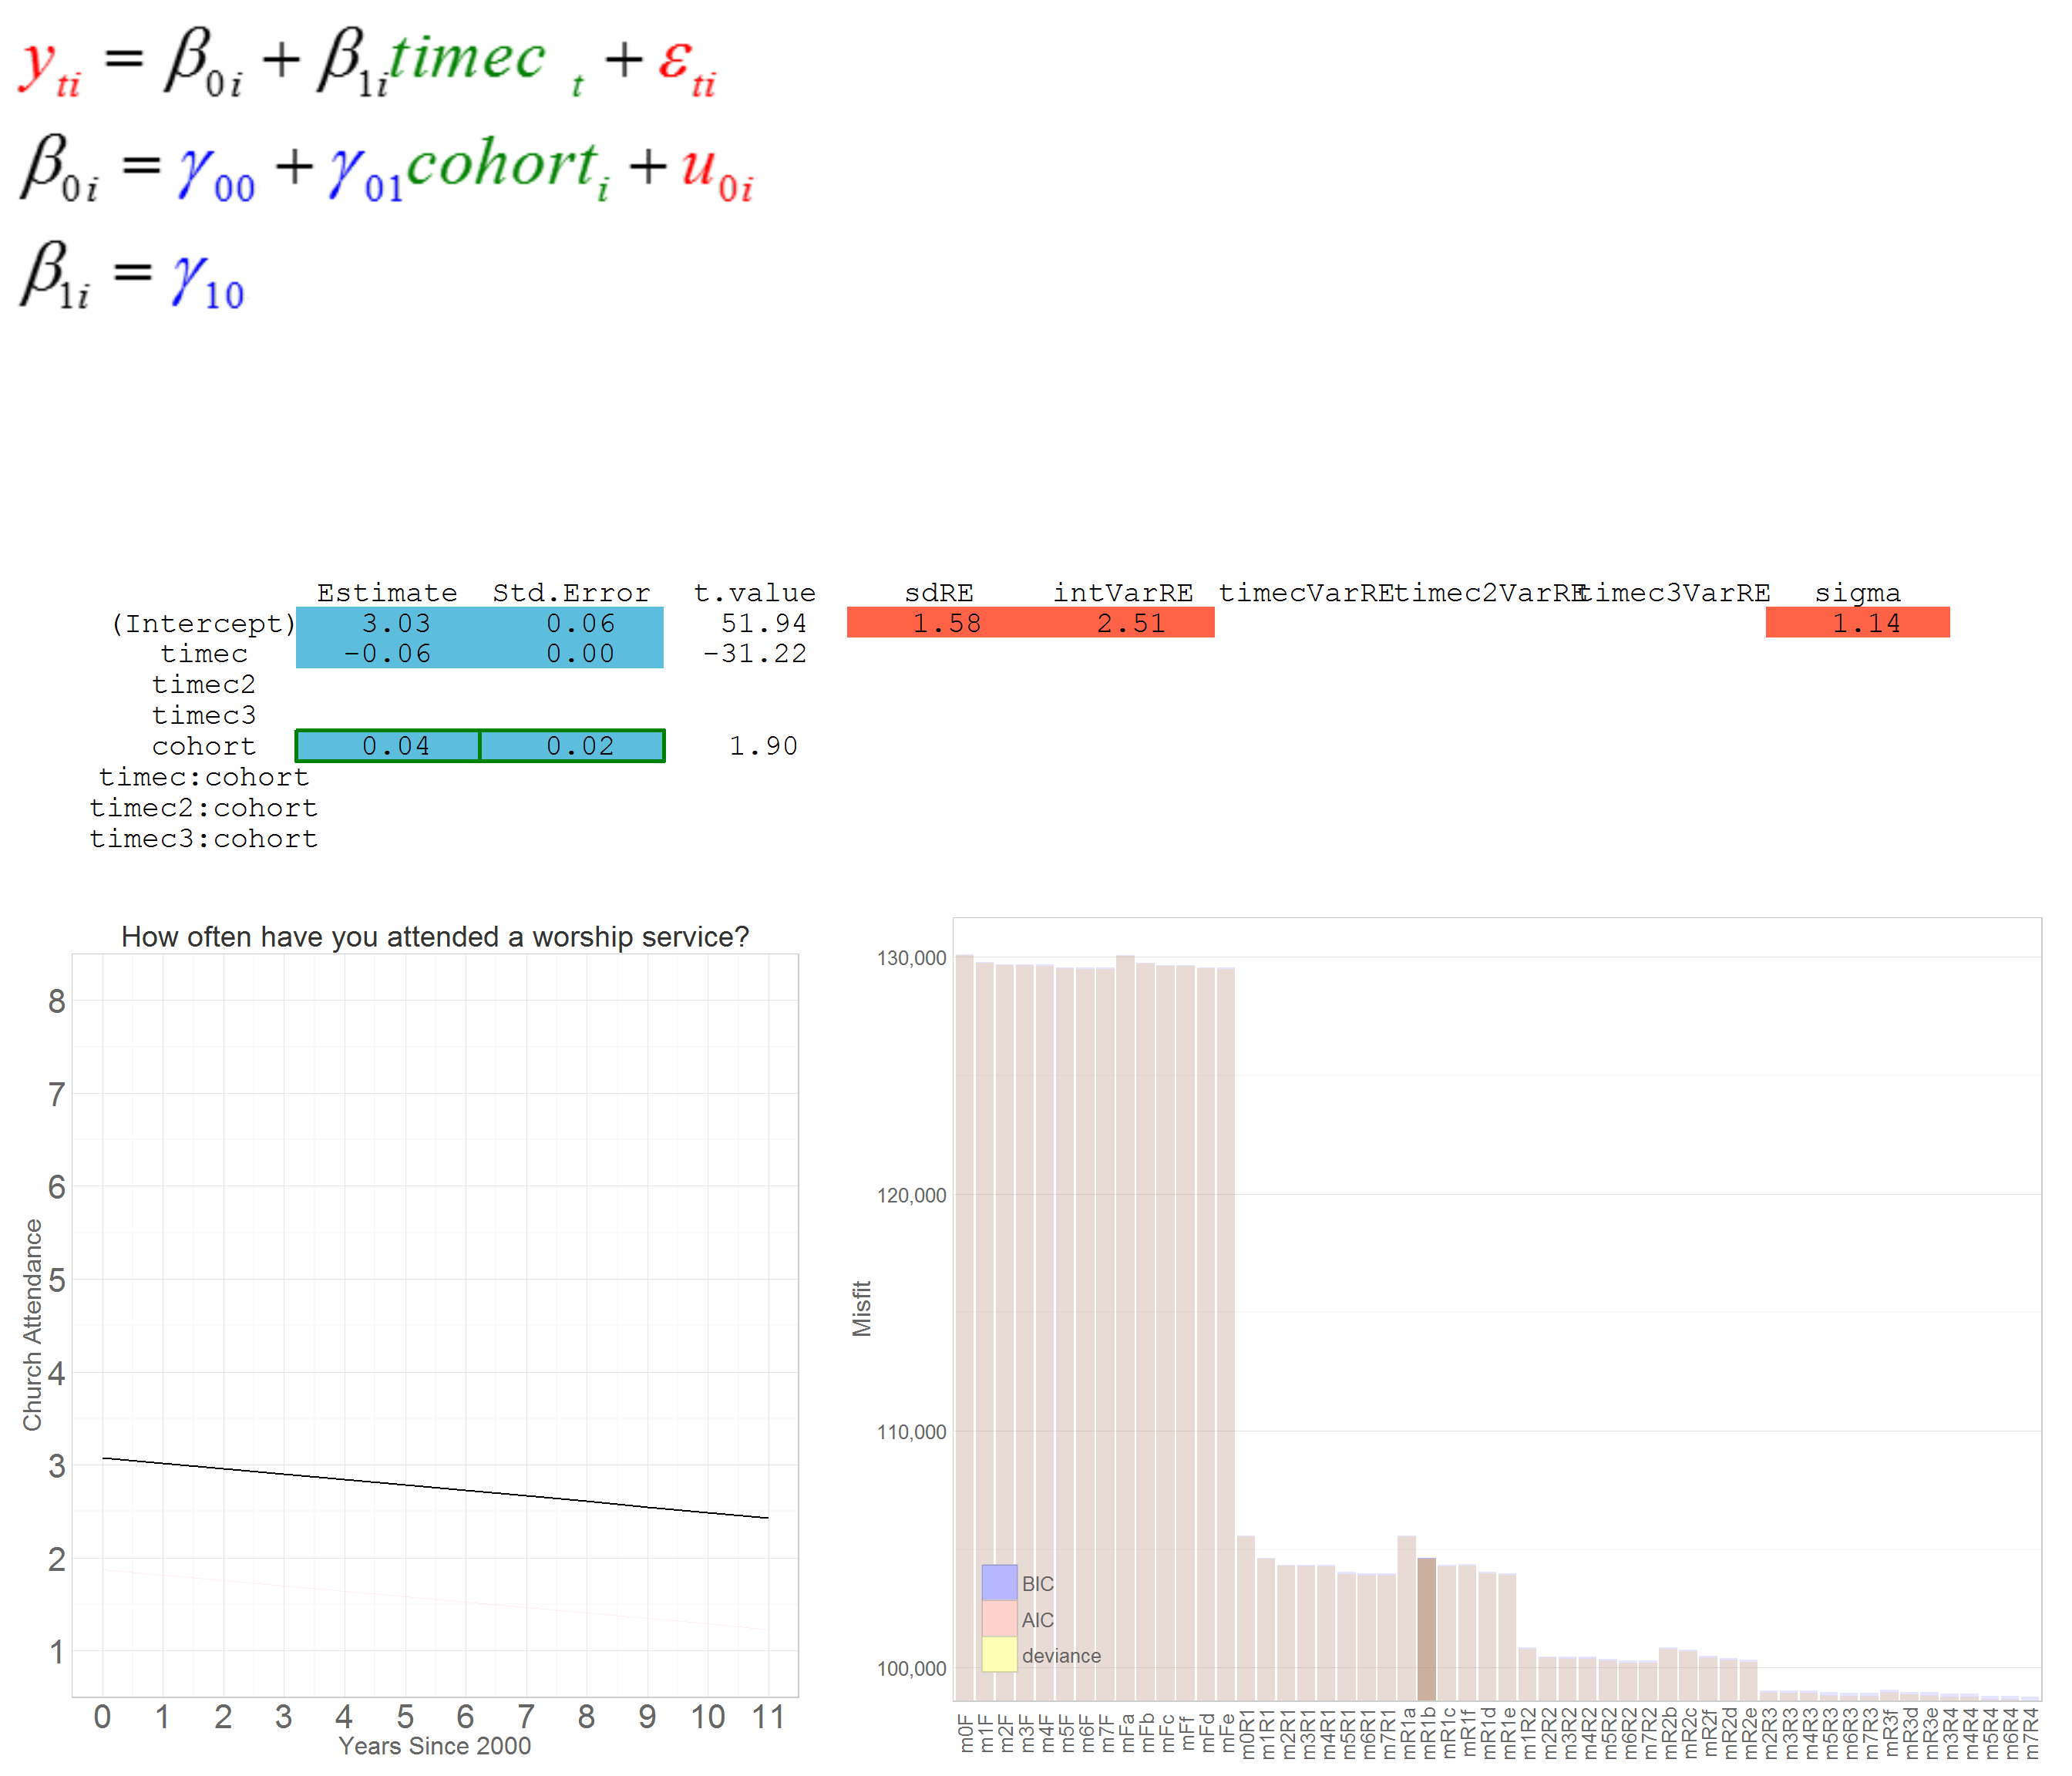 y_ti = β_0i + β_1i timec_t + ε_ti
β_0i = γ_00 + γ_01 cohort_i + u_0i
β_1i = γ_10
Estimate Std.Error t.value sdRE intVarRE timecVarRE timec2VarRE timec3VarRE sigma
(Intercept) 3.03 0.06 51.94 1.58 2.51 1.14
timec -0.06 0.00 -31.22
timec2
timec3
cohort 0.04 0.02 1.90
timec:cohort
timec2:cohort
timec3:cohort
How often have you attended a worship service?
Church Attendance
8
7
6
5
4
3
2
1
0 1 2 3 4 5 6 7 8 9 10 11
Years Since 2000
Misfit
130,000
120,000
110,000
100,000
BIC
AIC
deviance
m0F m1F m2F m3F m4F m5F m6F m7F mFa mFb mFc mFf mFd mFe m0R1 m1R1 m2R1 m3R1 m4R1 m5R1 m6R1 m7R1 mR1a mR1b mR1c mR1f mR1d mR1e m1R2 m2R2 m3R2 m4R2 m5R2 m6R2 m7R2 mR2b mR2c mR2f mR2d mR2e m2R3 m3R3 m4R3 m5R3 m6R3 m7R3 mR3f mR3d mR3e m3R4 m4R4 m5R4 m6R4 m7R4